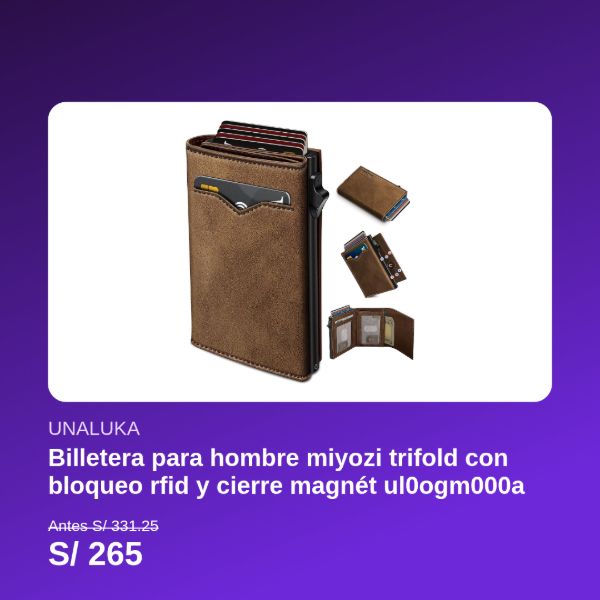 UNALUKA
Billetera para hombre miyozi trifold con
bloqueo rfid y cierre magnét ul0ogm000a
Antes S/ 331.25
S/ 265